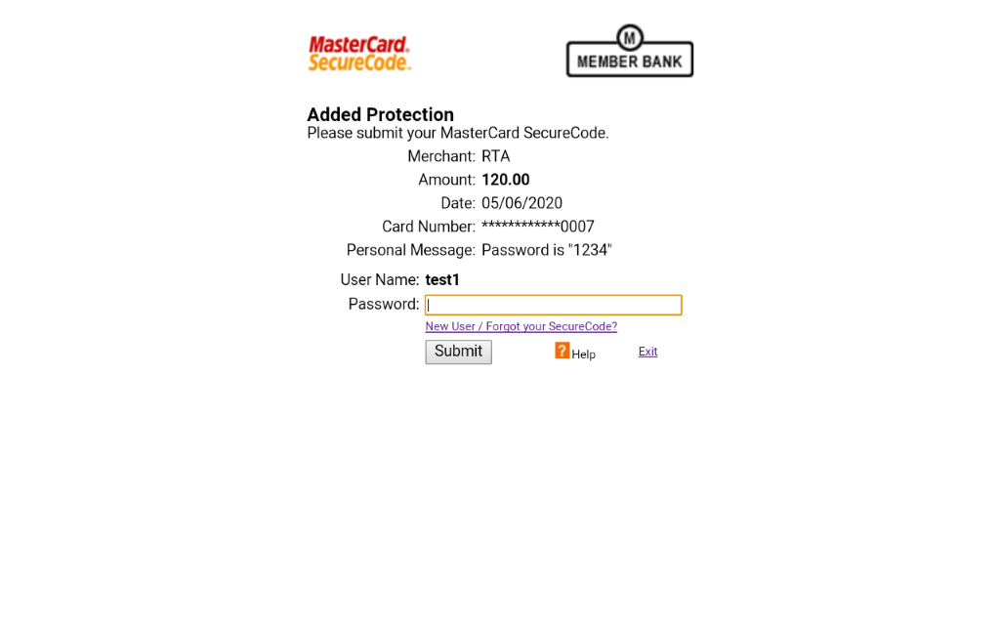 MasterCard.
SecureCode.
M
MEMBER BANK
Added Protection
Please submit your MasterCard SecureCode.
Merchant: RTA
Amount: 120.00
Date: 05/06/2020
Card Number: ************0007
Personal Message: Password is "1234"
User Name: test1
Password:
New User / Forgot your SecureCode?
Submit ? Help Exit